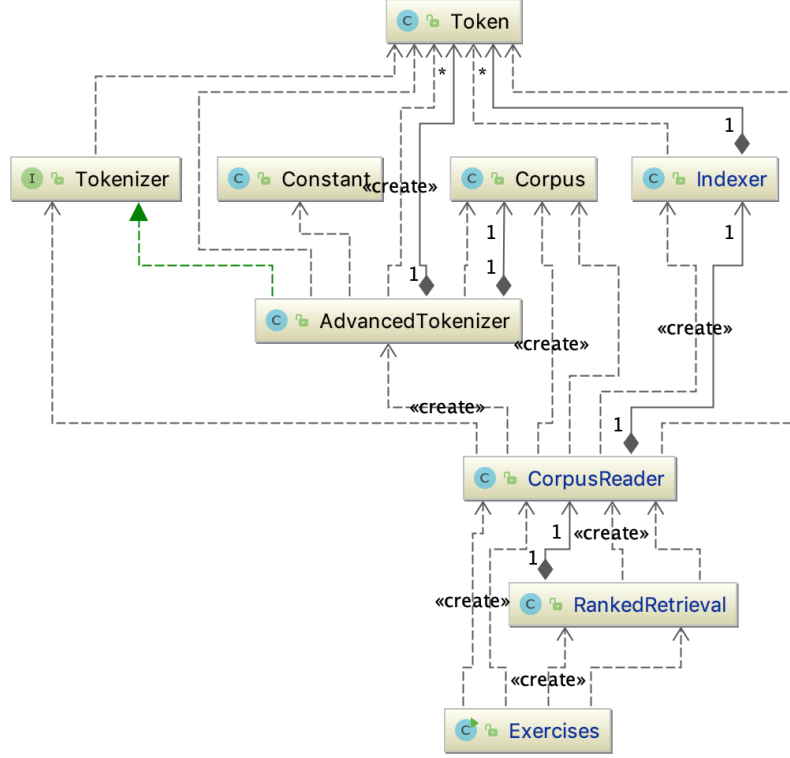 C Token
* *
1
I Tokenizer C Constant «create» C Corpus C Indexer
1 1
1 1
C AdvancedTokenizer
«create» «create»
«create»
1
C CorpusReader
1 «create»
1
«create» C RankedRetrieval
«create»
C Exercises